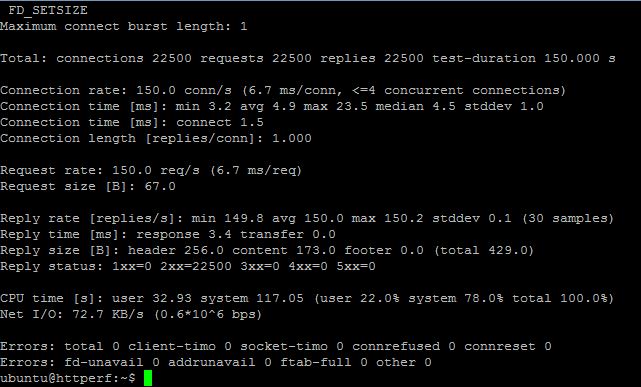 FD_SETSIZE
Maximum connect burst length: 1
Total: connections 22500 requests 22500 replies 22500 test-duration 150.000 s
Connection rate: 150.0 conn/s (6.7 ms/conn, <=4 concurrent connections)
Connection time [ms]: min 3.2 avg 4.9 max 23.5 median 4.5 stddev 1.0
Connection time [ms]: connect 1.5
Connection length [replies/conn]: 1.000
Request rate: 150.0 req/s (6.7 ms/req)
Request size [B]: 67.0
Reply rate [replies/s]: min 149.8 avg 150.0 max 150.2 stddev 0.1 (30 samples)
Reply time [ms]: response 3.4 transfer 0.0
Reply size [B]: header 256.0 content 173.0 footer 0.0 (total 429.0)
Reply status: 1xx=0 2xx=22500 3xx=0 4xx=0 5xx=0
CPU time [s]: user 32.93 system 117.05 (user 22.0% system 78.0% total 100.0%)
Net I/O: 72.7 KB/s (0.6*10^6 bps)
Errors: total 0 client-timo 0 socket-timo 0 connrefused 0 connreset 0
Errors: fd-unavail 0 addrunavail 0 ftab-full 0 other 0
ubuntu@httperf:~$